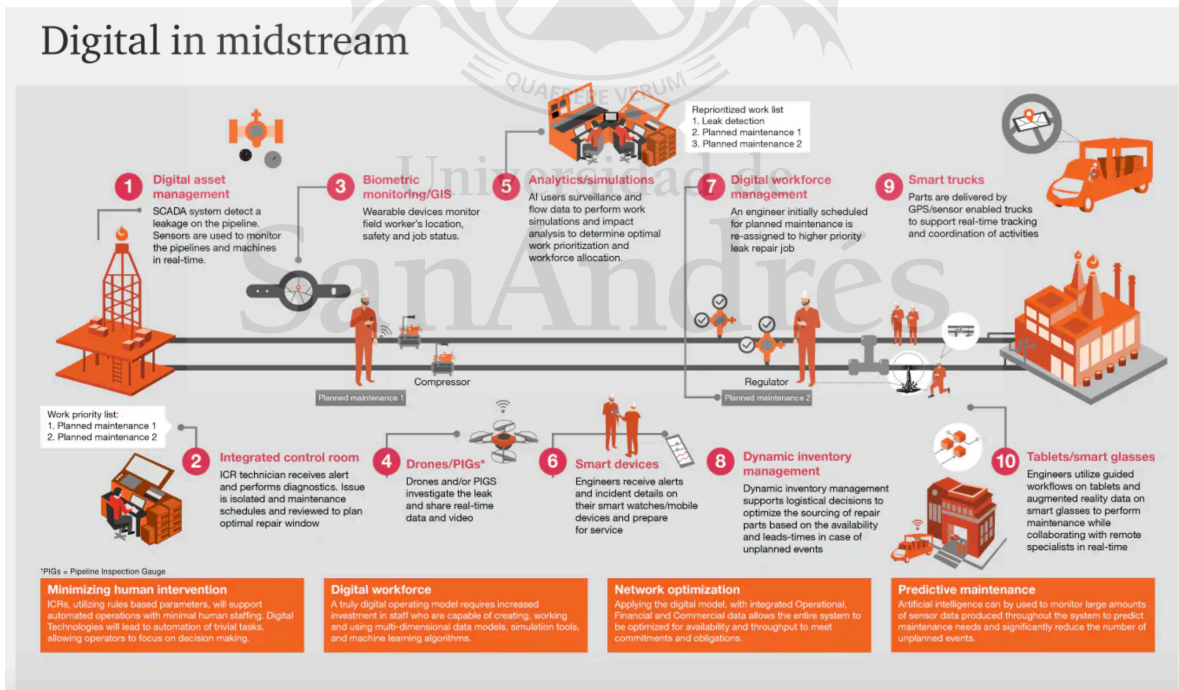 Digital in midstream
QUAERERE VERUM
Universidad de
SanAndrés
1
Digital asset
management
SCADA system detect a
leakage on the pipeline.
Sensors are used to monitor
the pipelines and machines
in real-time.
3
Biometric
monitoring/GIS
Wearable devices monitor
field worker's location,
safety and job status.
5
Analytics/simulations
AI users surveillance and
flow data to perform work
simulations and impact
analysis to determine optimal
work prioritization and
workforce allocation.
Reprioritized work list
1. Leak detection
2. Planned maintenance 1
3. Planned maintenance 2
7
Digital workforce
management
An engineer initially scheduled
for planned maintenance is
re-assigned to higher priority
leak repair job
9
Smart trucks
Parts are delivered by
GPS/sensor enabled trucks
to support real-time tracking
and coordination of activities
Compressor
Regulator
Planned maintenance 1
Planned maintenance 2
Work priority list:
1. Planned maintenance 1
2. Planned maintenance 2
2
Integrated control room
ICR technician receives alert
and performs diagnostics. Issue
is isolated and maintenance
schedules and reviewed to plan
optimal repair window
4
Drones/PIGs*
Drones and/or PIGS
investigate the leak
and share real-time
data and video
6
Smart devices
Engineers receive alerts
and incident details on
their smart watches/mobile
devices and prepare
for service
8
Dynamic inventory
management
Dynamic inventory management
supports logistical decisions to
optimize the sourcing of repair
parts based on the availability
and leads-times in case of
unplanned events
10
Tablets/smart glasses
Engineers utilize guided
workflows on tablets and
augmented reality data on
smart glasses to perform
maintenance while
collaborating with remote
specialists in real-time
*PIGs = Pipeline Inspection Gauge
Minimizing human intervention
ICRs, utilizing rules based parameters, will support
automated operations with minimal human staffing. Digital
Technologies will lead to automation of trivial tasks,
allowing operators to focus on decision making.
Digital workforce
A truly digital operating model requires increased
investment in staff who are capable of creating, working
and using multi-dimensional data models, simulation tools,
and machine learning algorithms.
Network optimization
Applying the digital model, with integrated Operational,
Financial and Commercial data allows the entire system to
be optimized for availability and throughput to meet
commitments and obligations.
Predictive maintenance
Artificial intelligence can by used to monitor large amounts
of sensor data produced throughout the system to predict
maintenance needs and significantly reduce the number of
unplanned events.